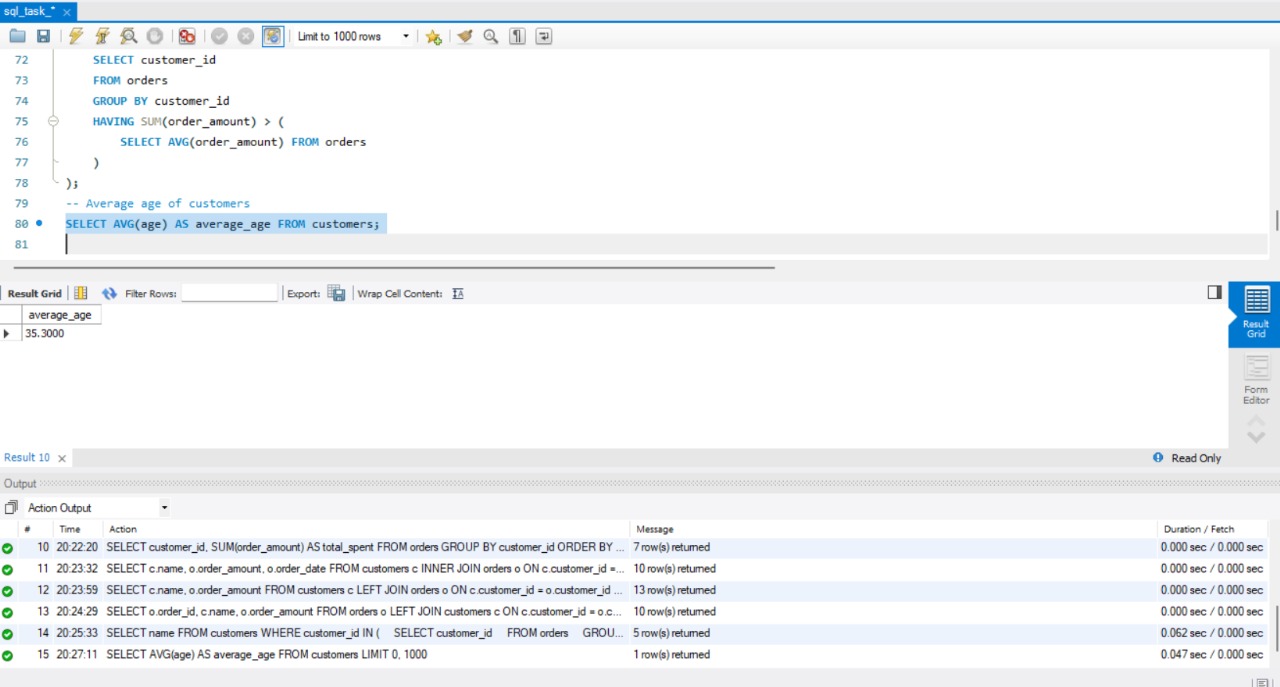 sql_task_*
Limit to 1000 rows
72 SELECT customer_id
73 FROM orders
74 GROUP BY customer_id
75 HAVING SUM(order_amount) > (
76 SELECT AVG(order_amount) FROM orders
77 )
78 );
79 -- Average age of customers
80 SELECT AVG(age) AS average_age FROM customers;
81
Result Grid Filter Rows: Export: Wrap Cell Content:
average_age
35.3000
Result Grid
Form Editor
Result 10 Read Only
Output
Action Output
# Time Action Message Duration / Fetch
10 20:22:20 SELECT customer_id, SUM(order_amount) AS total_spent FROM orders GROUP BY customer_id ORDER BY ... 7 row(s) returned 0.000 sec / 0.000 sec
11 20:23:32 SELECT c.name, o.order_amount, o.order_date FROM customers c INNER JOIN orders o ON c.customer_id =... 10 row(s) returned 0.000 sec / 0.000 sec
12 20:23:59 SELECT c.name, o.order_amount FROM customers c LEFT JOIN orders o ON c.customer_id = o.customer_id ... 13 row(s) returned 0.000 sec / 0.000 sec
13 20:24:29 SELECT o.order_id, c.name, o.order_amount FROM orders o LEFT JOIN customers c ON c.customer_id = o.c... 10 row(s) returned 0.000 sec / 0.000 sec
14 20:25:33 SELECT name FROM customers WHERE customer_id IN ( SELECT customer_id FROM orders GROU... 5 row(s) returned 0.062 sec / 0.000 sec
15 20:27:11 SELECT AVG(age) AS average_age FROM customers LIMIT 0, 1000 1 row(s) returned 0.047 sec / 0.000 sec